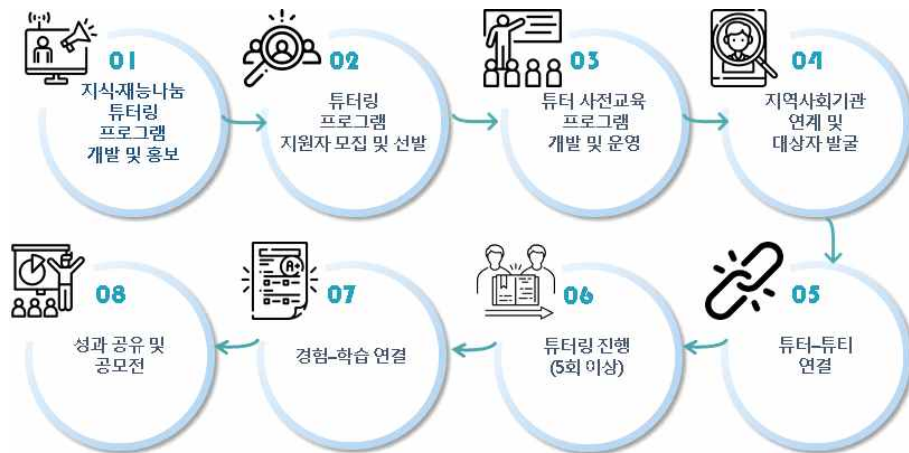 01
지식·재능나눔
튜터링
프로그램
개발 및 홍보
02
튜터링
프로그램
지원자 모집 및 선발
03
튜터 사전교육
프로그램
개발 및 운영
04
지역사회기관
연계 및
대상자 발굴
05
튜터–튜티
연결
06
튜터링 진행
(5회 이상)
07
A+
경험–학습 연결
08
성과 공유 및
공모전